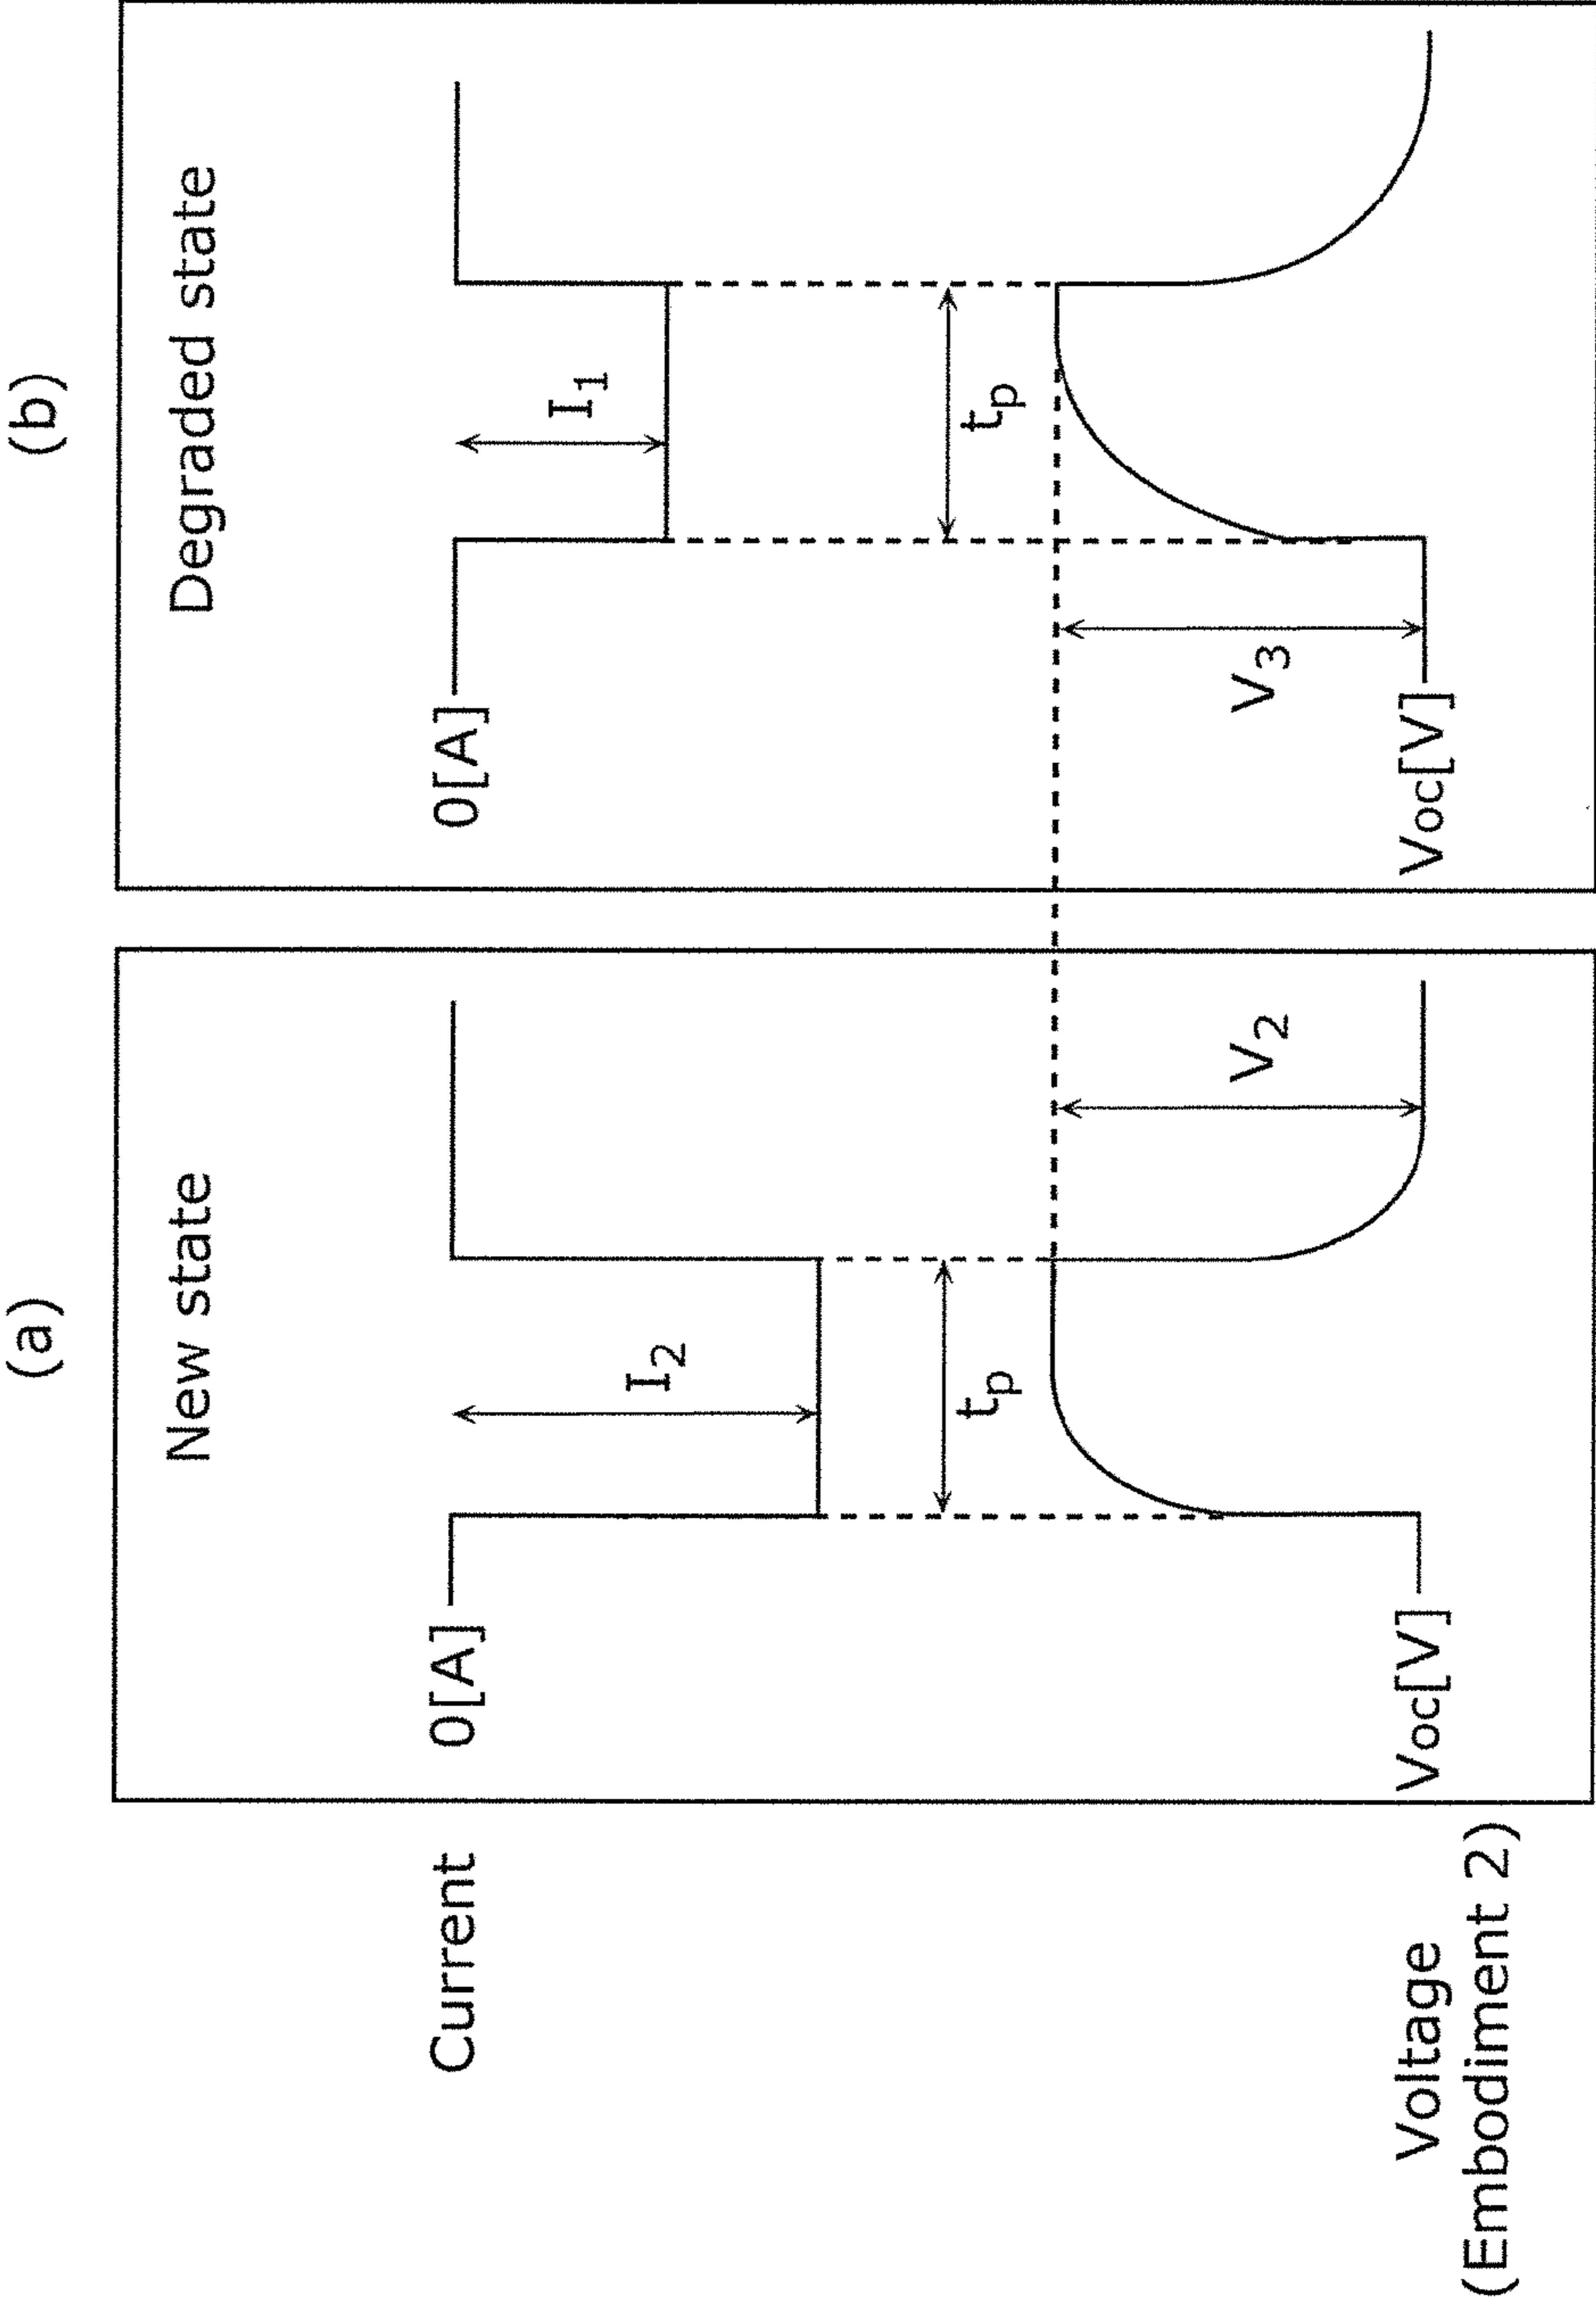 (a)
(b)
New state
Degraded state
Current
0[A]
I2
0[A]
I1
tp
tp
V2
V3
Voltage
(Embodiment 2)
Voc[V]
Voc[V]